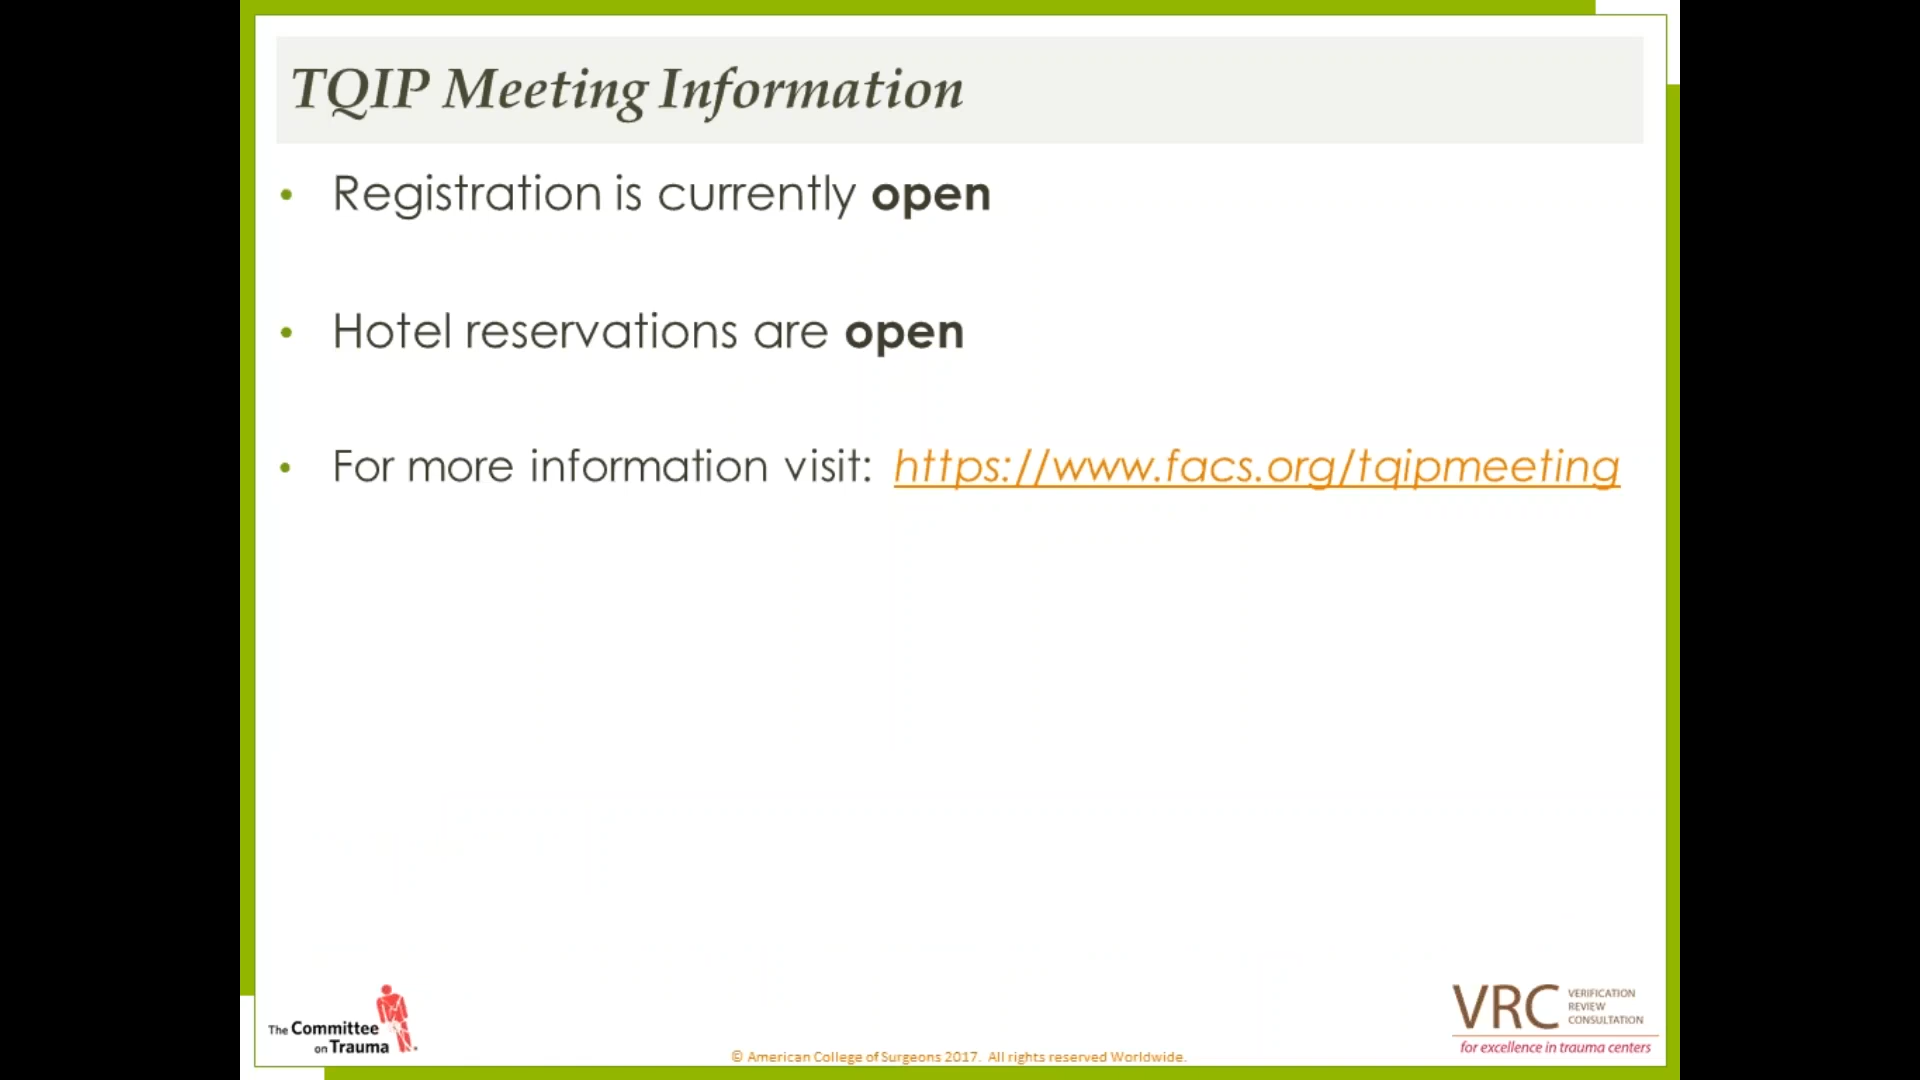 TQIP Meeting Information
• Registration is currently open
• Hotel reservations are open
• For more information visit: https://www.facs.org/tqipmeeting
The Committee
on Trauma
© American College of Surgeons 2017. All rights reserved Worldwide.
VRC VERIFICATION
REVIEW
CONSULTATION
for excellence in trauma centers